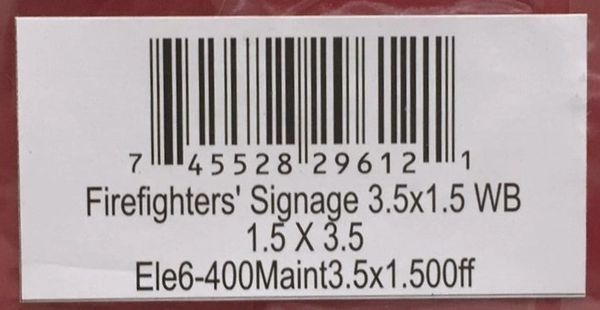 7 45528 29612 1
Firefighters' Signage 3.5x1.5 WB
1.5 X 3.5
Ele6-400Maint3.5x1.500ff